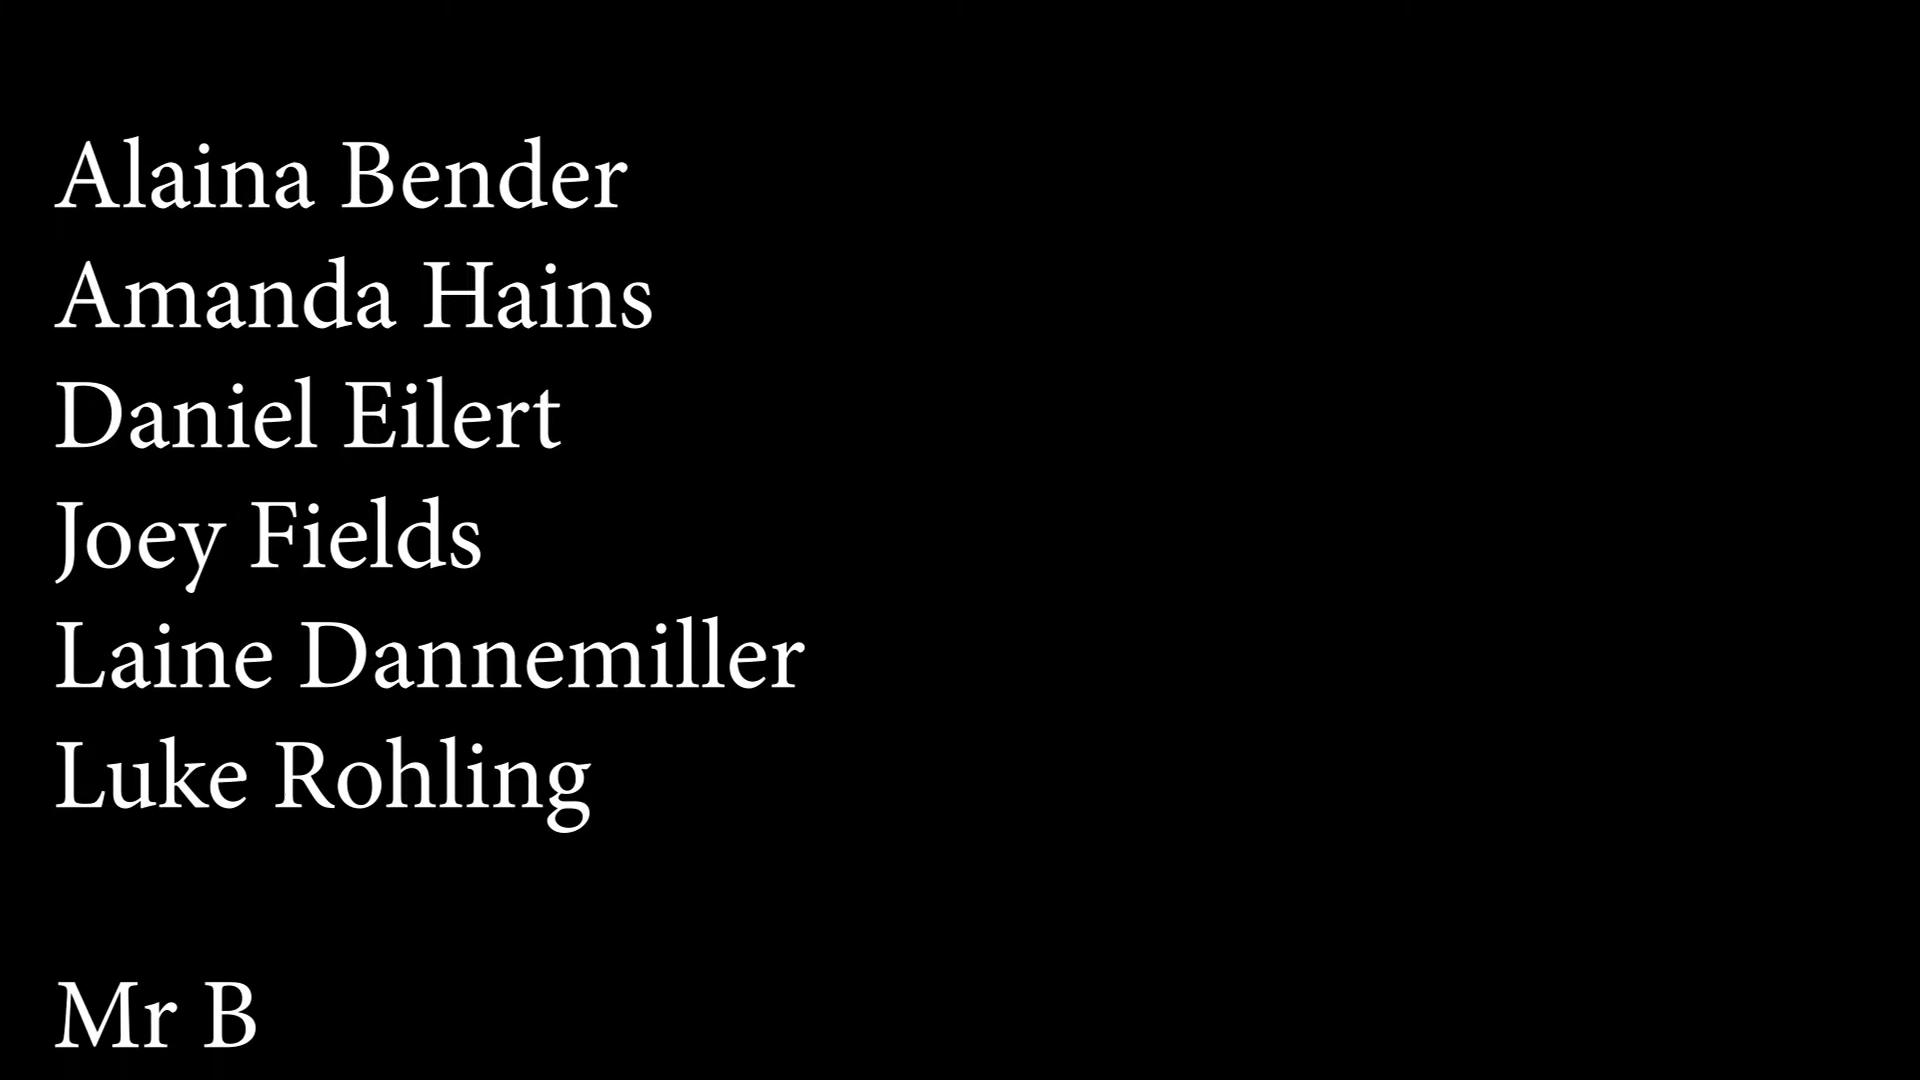 Alaina Bender
Amanda Hains
Daniel Eilert
Joey Fields
Laine Dannemiller
Luke Rohling
Mr B